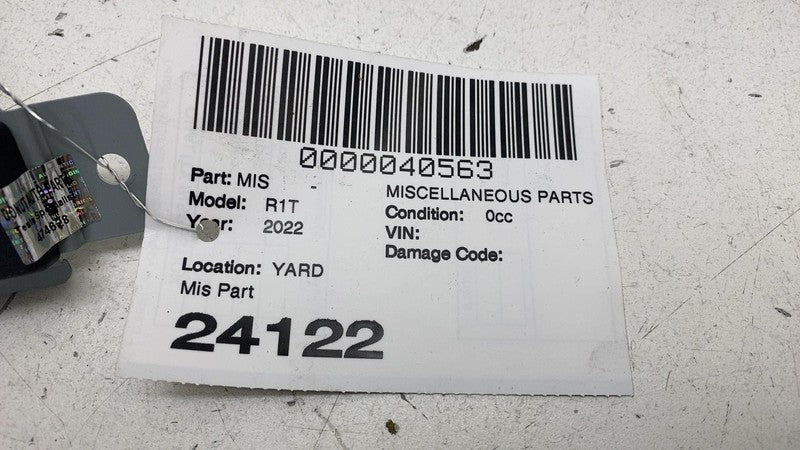 0000040563
Part: MIS
MISCELLANEOUS PARTS
Model: R1T
Condition: 0cc
Year: 2022
VIN:
Damage Code:
Location: YARD
Mis Part
24122